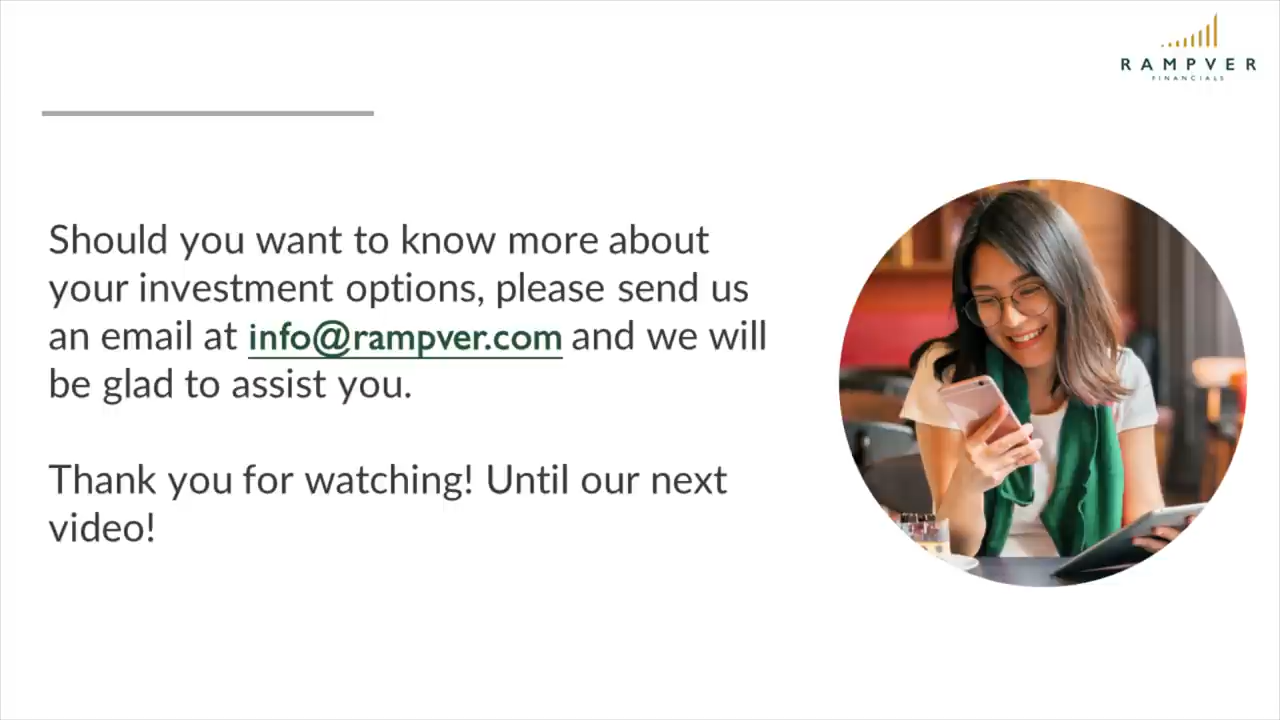 RAMPVER
FINANCIALS
Should you want to know more about
your investment options, please send us
an email at info@rampver.com and we will
be glad to assist you.
Thank you for watching! Until our next
video!